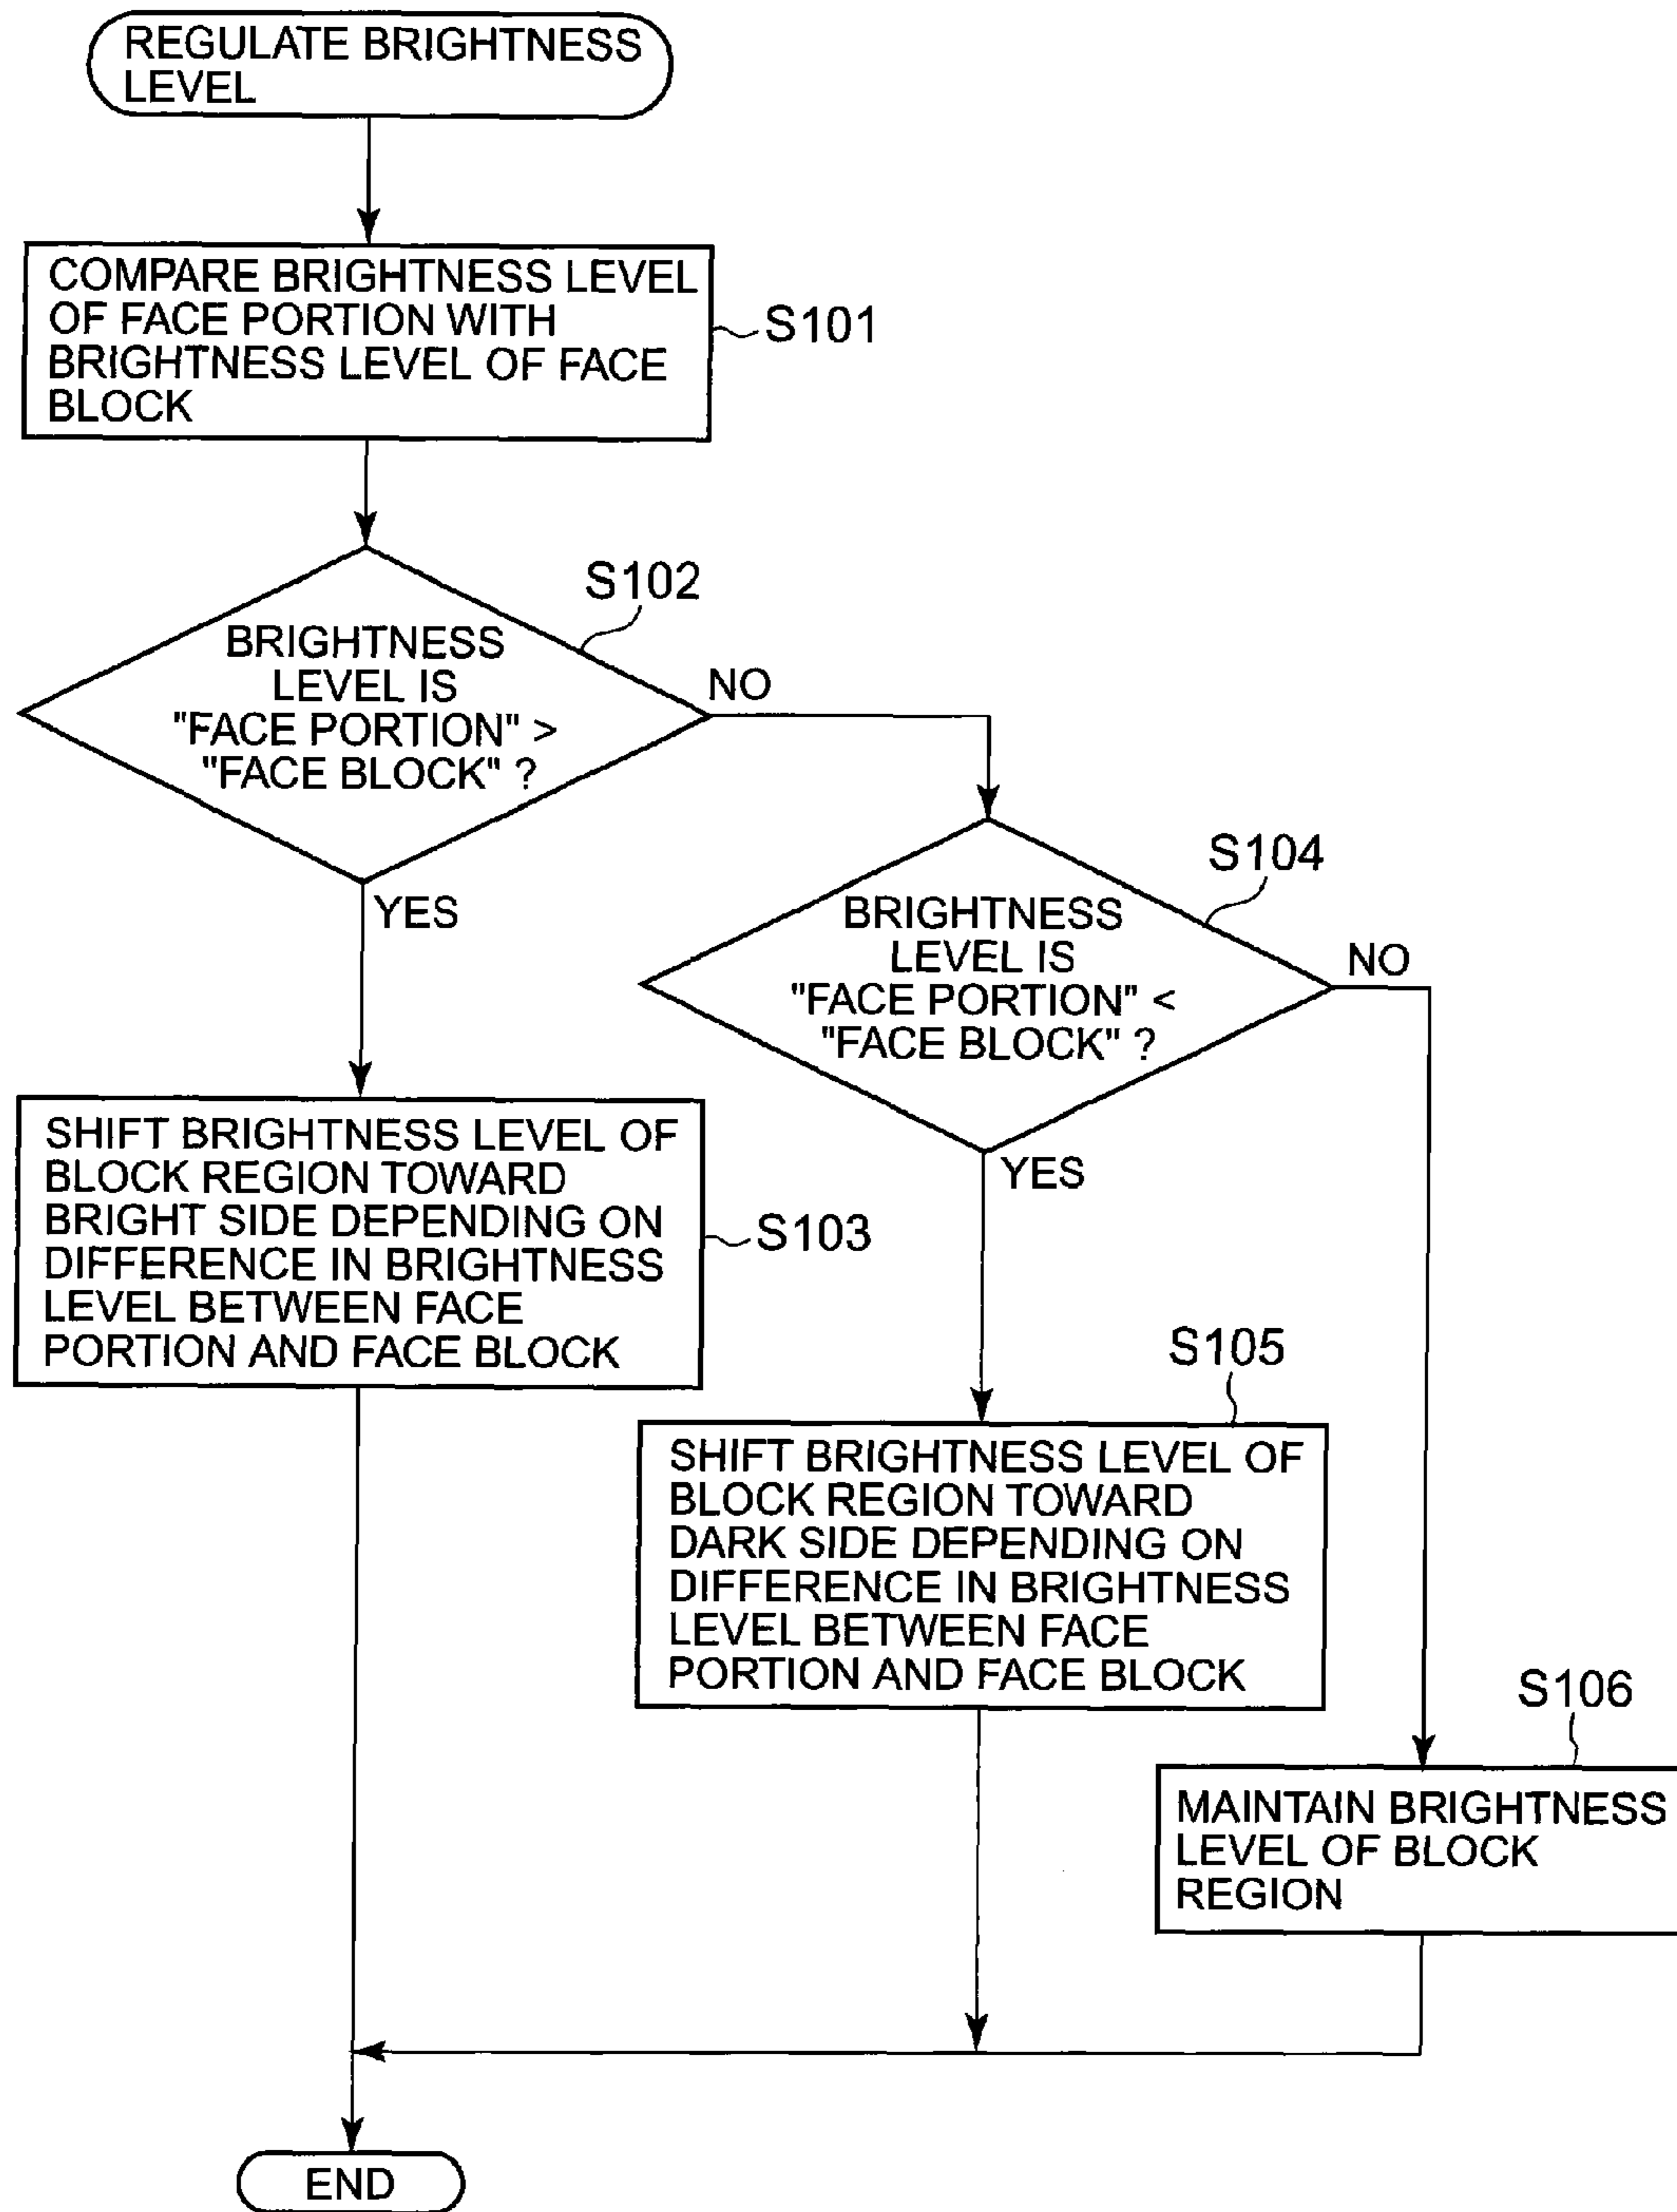 REGULATE BRIGHTNESS
LEVEL
COMPARE BRIGHTNESS LEVEL
OF FACE PORTION WITH
BRIGHTNESS LEVEL OF FACE
BLOCK
S101
S102
BRIGHTNESS
LEVEL IS
"FACE PORTION" >
"FACE BLOCK" ?
NO
YES
S104
BRIGHTNESS
LEVEL IS
"FACE PORTION" <
"FACE BLOCK" ?
NO
YES
SHIFT BRIGHTNESS LEVEL OF
BLOCK REGION TOWARD
BRIGHT SIDE DEPENDING ON
DIFFERENCE IN BRIGHTNESS
LEVEL BETWEEN FACE
PORTION AND FACE BLOCK
S103
S105
SHIFT BRIGHTNESS LEVEL OF
BLOCK REGION TOWARD
DARK SIDE DEPENDING ON
DIFFERENCE IN BRIGHTNESS
LEVEL BETWEEN FACE
PORTION AND FACE BLOCK
S106
MAINTAIN BRIGHTNESS
LEVEL OF BLOCK
REGION
END